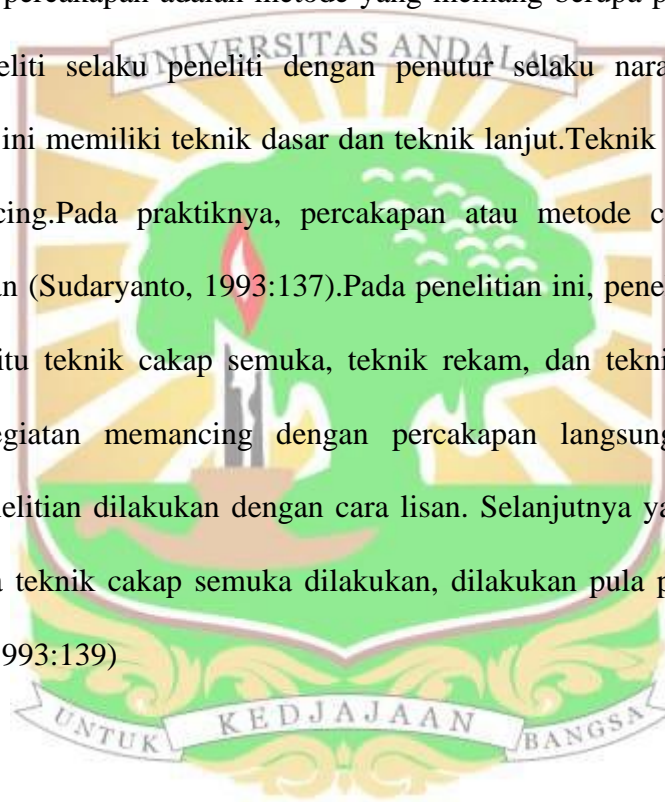 percakapan adalah metode yang memang berupa p
UNIVERSITAS ANDALAS
eliti selaku peneliti dengan penutur selaku nara
ini memiliki teknik dasar dan teknik lanjut.Teknik
cing.Pada praktiknya, percakapan atau metode c
n (Sudaryanto, 1993:137).Pada penelitian ini, pene
itu teknik cakap semuka, teknik rekam, dan tekni
egiatan memancing dengan percakapan langsung
nelitian dilakukan dengan cara lisan. Selanjutnya ya
a teknik cakap semuka dilakukan, dilakukan pula p
993:139)
UNTUK KEDJAJAAN BANGSA